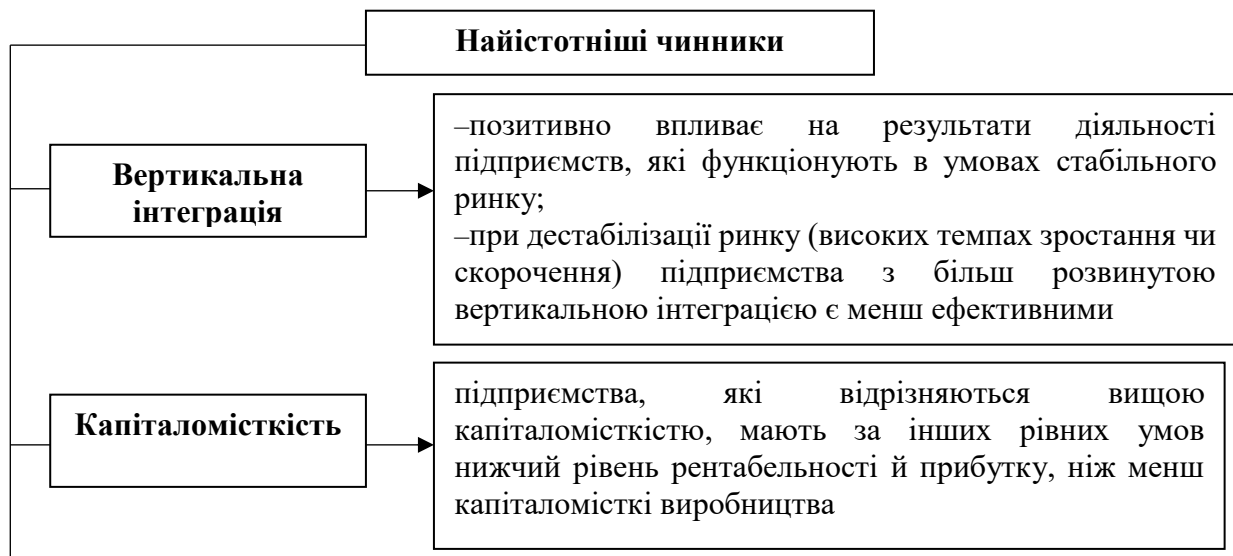 Найістотніші чинники
Вертикальна
інтеграція
–позитивно впливає на результати діяльності
підприємств, які функціонують в умовах стабільного
ринку;
–при дестабілізації ринку (високих темпах зростання чи
скорочення) підприємства з більш розвинутою
вертикальною інтеграцією є менш ефективними
Капіталомісткість
підприємства, які відрізняються вищою
капіталомісткістю, мають за інших рівних умов
нижчий рівень рентабельності й прибутку, ніж менш
капіталомісткі виробництва